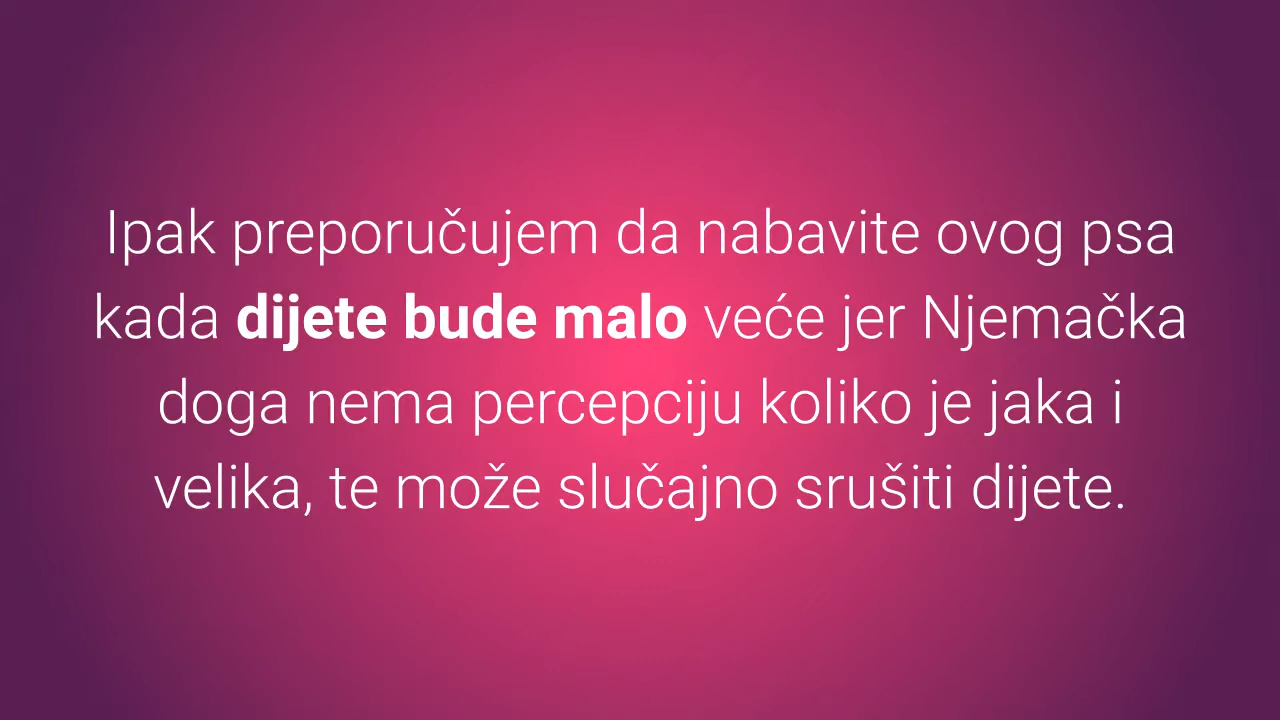 Ipak preporučujem da nabavite ovog psa
kada dijete bude malo veće jer Njemačka
doga nema percepciju koliko je jaka i
velika, te može slučajno srušiti dijete.